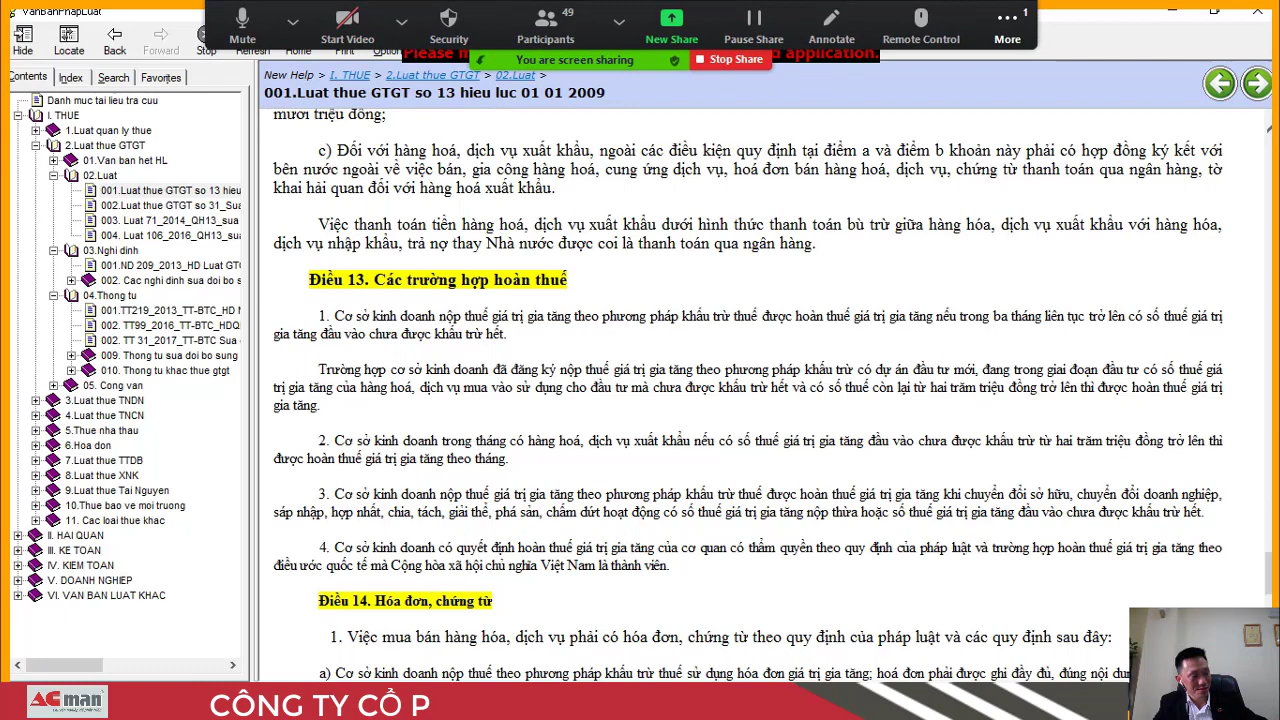 VanBanPhapLuat
Mute
Start Video
Security
49
Participants
New Share
Pause Share
Annotate
Remote Control
1
More
Hide
Locate
Back
Forward
Stop
Refresh
Home
Print
You are screen sharing
Stop Share
d application.
Contents
Index
Search
Favorites
New Help > I. THUE > 2.Luat thue GTGT > 02.Luat >
001.Luat thue GTGT so 13 hieu luc 01 01 2009
Danh muc tai lieu tra cuu
I. THUE
1.Luat quan ly thue
2.Luat thue GTGT
01.Van ban het HL
02.Luat
001.Luat thue GTGT so 13 hieu
002.Luat thue GTGT so 31_Sua
003. Luat 71_2014_QH13_sua
004. Luat 106_2016_QH13_sua
03.Nghi dinh
001.ND 209_2013_HD Luat GTG
002. Cac nghi dinh sua doi bo s
04.Thong tu
001.TT219_2013_TT-BTC_HD N
002. TT99_2016_TT-BTC_HDQ
002. TT 31_2017_TT-BTC Sua
009. Thong tu sua doi bo sung
010. Thong tu khac thue gtgt
05. Cong van
3.Luat thue TNDN
4.Luat thue TNCN
5.Thue nha thau
6.Hoa don
7.Luat thue TTDB
8.Luat thue XNK
9.Luat thue Tai Nguyen
10.Thue bao ve moi truong
11. Cac loai thue khac
II. HAI QUAN
III. KE TOAN
IV. KIEM TOAN
V. DOANH NGHIEP
VI. VAN BAN LUAT KHAC
mươi triệu đồng;
c) Đối với hàng hoá, dịch vụ xuất khẩu, ngoài các điều kiện quy định tại điểm a và điểm b khoản này phải có hợp đồng ký kết với
bên nước ngoài về việc bán, gia công hàng hoá, cung ứng dịch vụ, hoá đơn bán hàng hoá, dịch vụ, chứng từ thanh toán qua ngân hàng, tờ
khai hải quan đối với hàng hoá xuất khẩu.
Việc thanh toán tiền hàng hoá, dịch vụ xuất khẩu dưới hình thức thanh toán bù trừ giữa hàng hóa, dịch vụ xuất khẩu với hàng hóa,
dịch vụ nhập khẩu, trả nợ thay Nhà nước được coi là thanh toán qua ngân hàng.
Điều 13. Các trường hợp hoàn thuế
1. Cơ sở kinh doanh nộp thuế giá trị gia tăng theo phương pháp khấu trừ thuế được hoàn thuế giá trị gia tăng nếu trong ba tháng liên tục trở lên có số thuế giá trị
gia tăng đầu vào chưa được khấu trừ hết.
Trường hợp cơ sở kinh doanh đã đăng ký nộp thuế giá trị gia tăng theo phương pháp khấu trừ có dự án đầu tư mới, đang trong giai đoạn đầu tư có số thuế giá
trị gia tăng của hàng hoá, dịch vụ mua vào sử dụng cho đầu tư mà chưa được khấu trừ hết và có số thuế còn lại từ hai trăm triệu đồng trở lên thì được hoàn thuế giá trị
gia tăng.
2. Cơ sở kinh doanh trong tháng có hàng hoá, dịch vụ xuất khẩu nếu có số thuế giá trị gia tăng đầu vào chưa được khấu trừ từ hai trăm triệu đồng trở lên thì
được hoàn thuế giá trị gia tăng theo tháng.
3. Cơ sở kinh doanh nộp thuế giá trị gia tăng theo phương pháp khấu trừ thuế được hoàn thuế giá trị gia tăng khi chuyển đổi sở hữu, chuyển đổi doanh nghiệp,
sáp nhập, hợp nhất, chia, tách, giải thể, phá sản, chấm dứt hoạt động có số thuế giá trị gia tăng nộp thừa hoặc số thuế giá trị gia tăng đầu vào chưa được khấu trừ hết.
4. Cơ sở kinh doanh có quyết định hoàn thuế giá trị gia tăng của cơ quan có thẩm quyền theo quy định của pháp luật và trường hợp hoàn thuế giá trị gia tăng theo
điều ước quốc tế mà Cộng hòa xã hội chủ nghĩa Việt Nam là thành viên.
Điều 14. Hóa đơn, chứng từ
1. Việc mua bán hàng hóa, dịch vụ phải có hóa đơn, chứng từ theo quy định của pháp luật và các quy định sau đây:
a) Cơ sở kinh doanh nộp thuế theo phương pháp khấu trừ thuế sử dụng hóa đơn giá trị gia tăng; hoá đơn phải được ghi đầy đủ, đúng nội du
ACman
CÔNG TY CỔ P